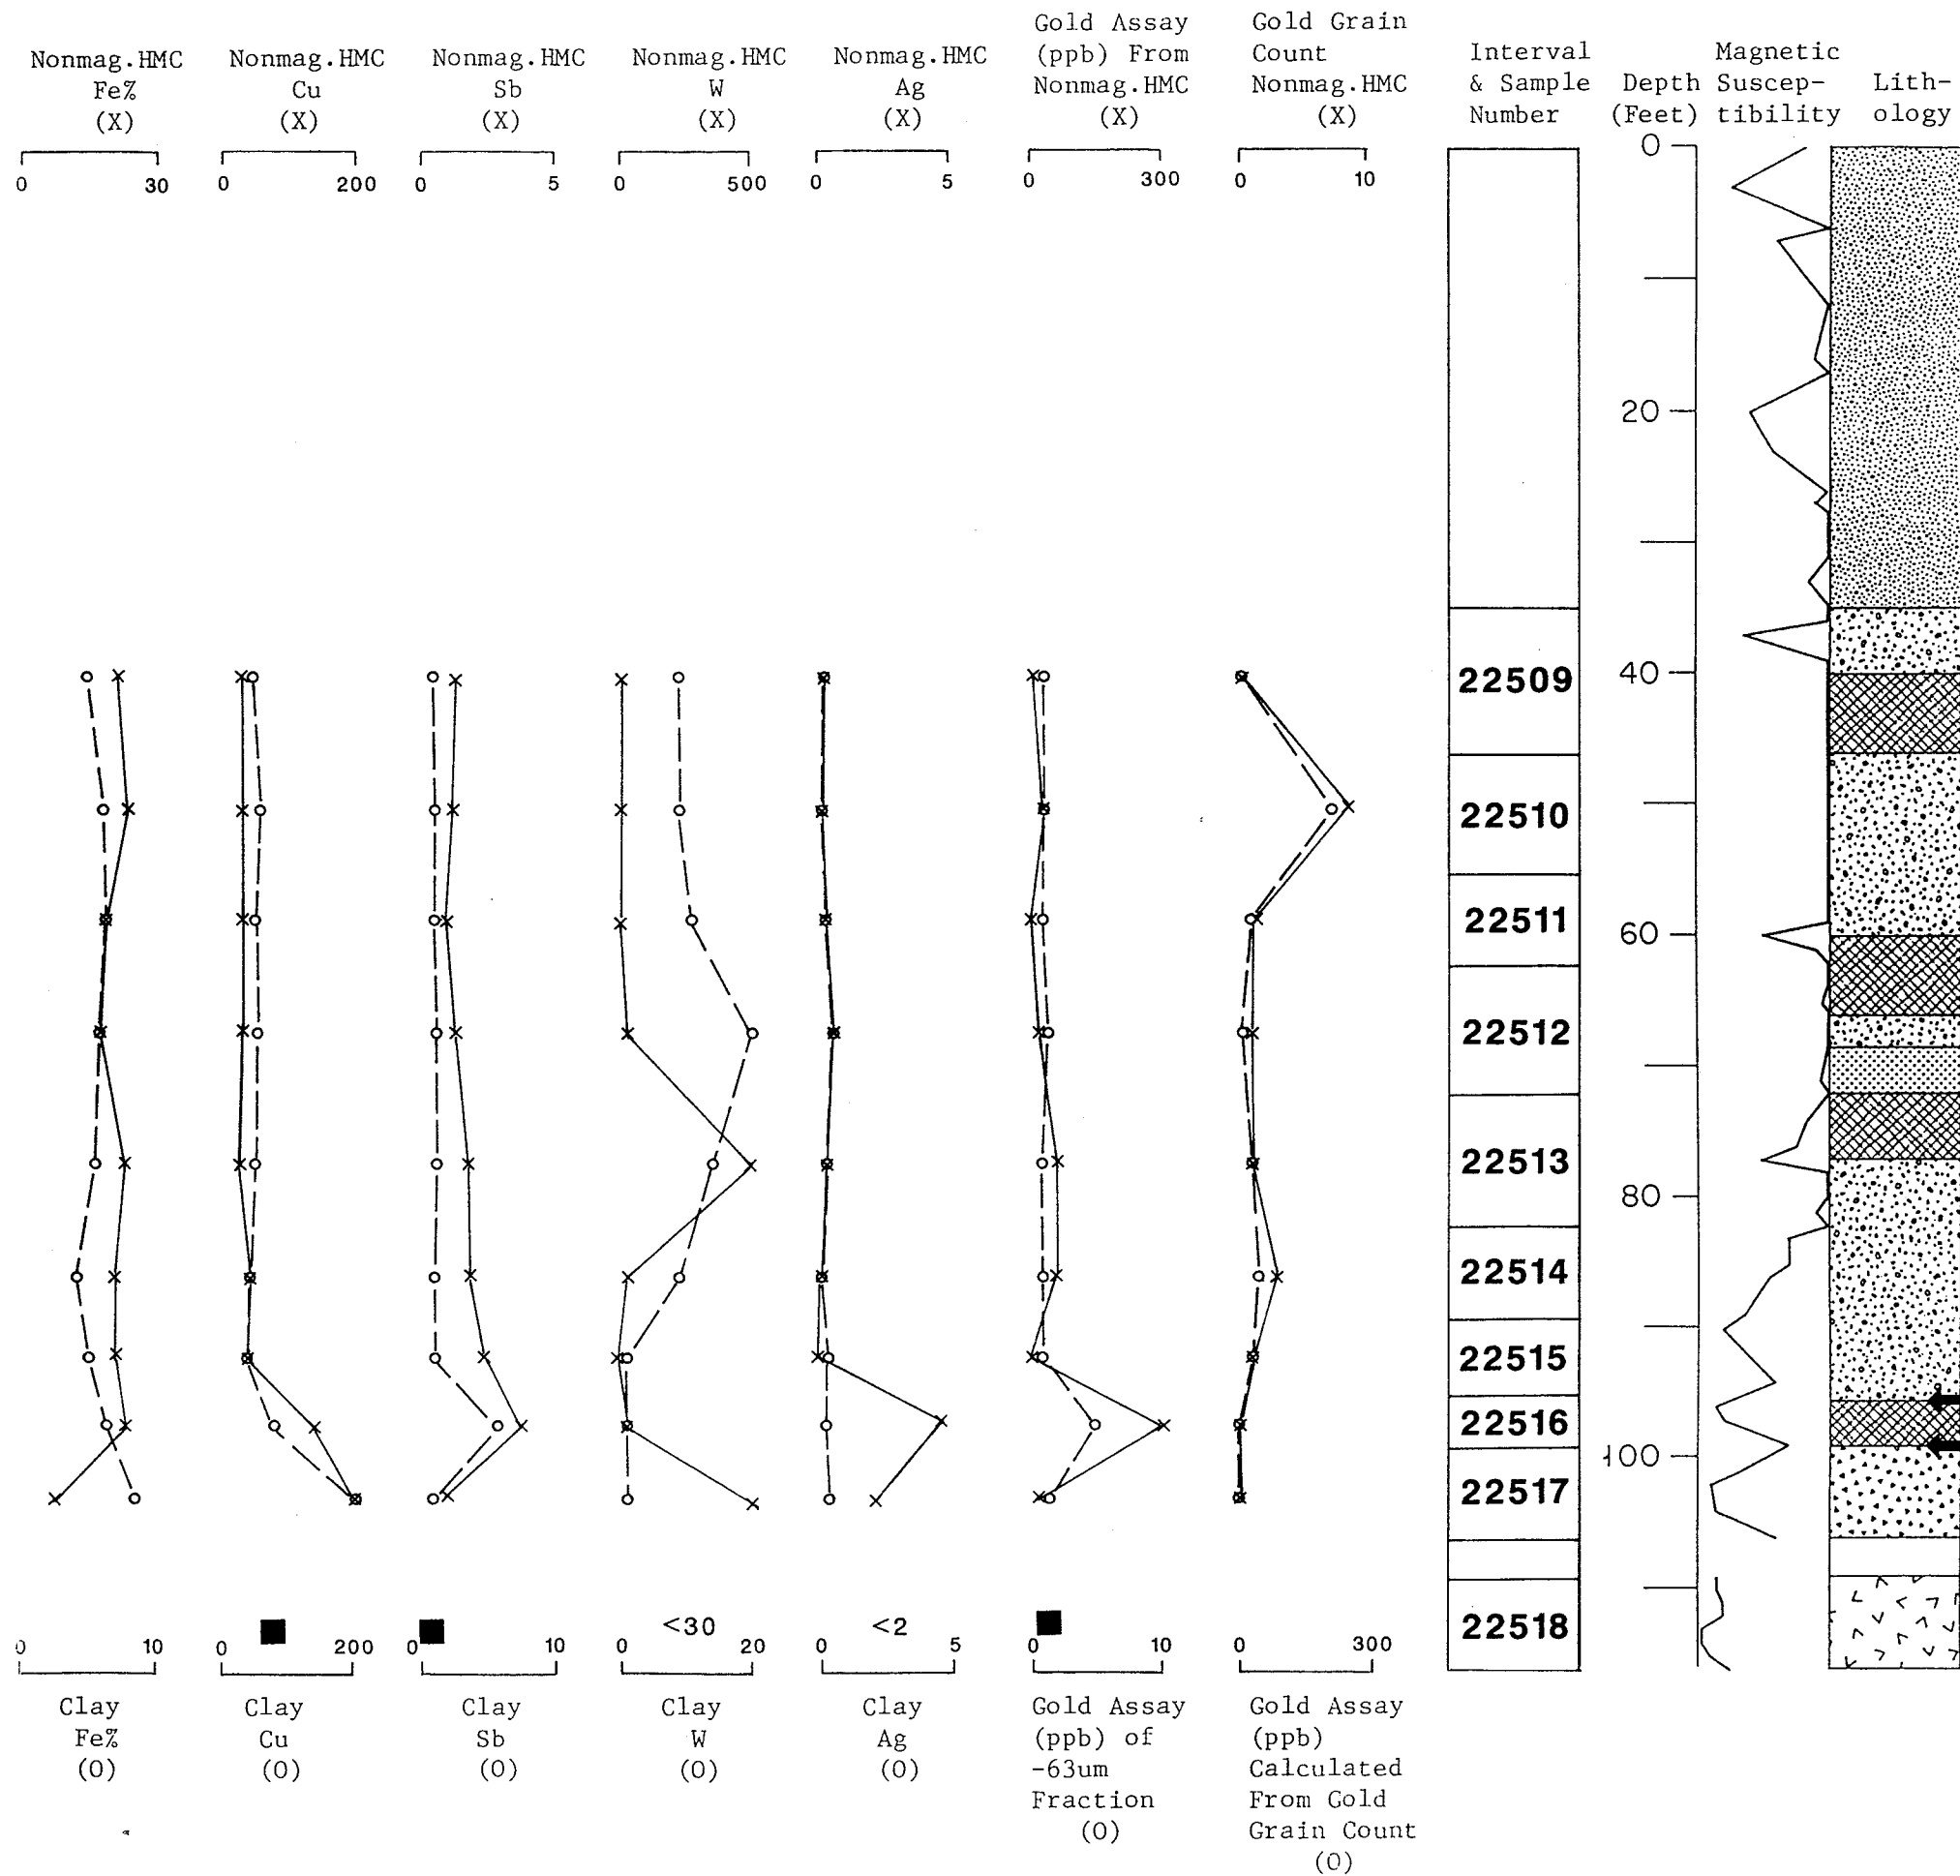 Nonmag.HMC
Fe%
(X)
Nonmag.HMC
Cu
(X)
Nonmag.HMC
Sb
(X)
Nonmag.HMC
W
(X)
Nonmag.HMC
Ag
(X)
Gold Assay
(ppb) From
Nonmag.HMC
(X)
Gold Grain
Count
Nonmag.HMC
(X)
Interval
& Sample
Number
Depth
(Feet)
Magnetic
Suscep-
tibility
Lith-
ology
0 30
0 200
0 5
0 500
0 5
0 300
0 10
0
20
40
60
80
100
22509
22510
22511
22512
22513
22514
22515
22516
22517
22518
<30
<2
0 10
0 200
0 5
0 20
0 5
0 10
0 300
Clay
Fe%
(O)
Clay
Cu
(O)
Clay
Sb
(O)
Clay
W
(O)
Clay
Ag
(O)
Gold Assay
(ppb) of
-63um
Fraction
(O)
Gold Assay
(ppb)
Calculated
From Gold
Grain Count
(O)